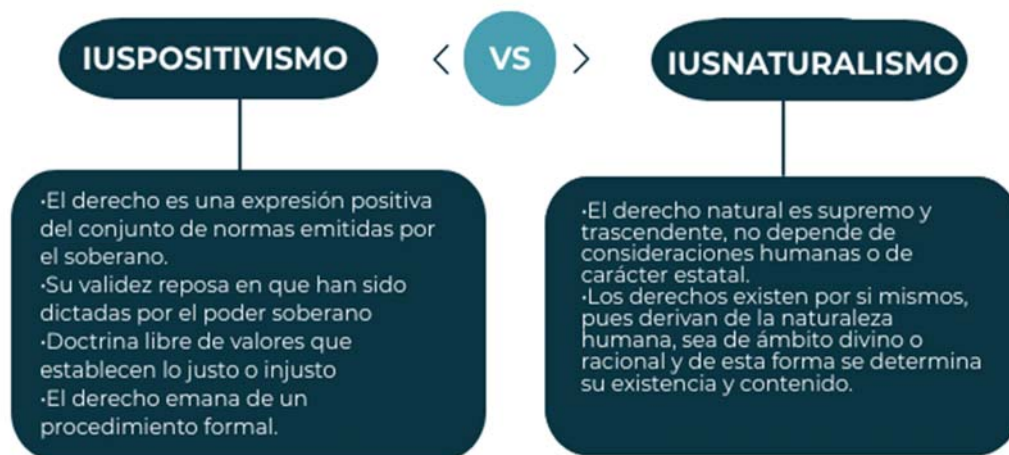 IUSPOSITIVISMO
< VS >
IUSNATURALISMO
•El derecho es una expresión positiva
del conjunto de normas emitidas por
el soberano.
•Su validez reposa en que han sido
dictadas por el poder soberano
•Doctrina libre de valores que
establecen lo justo o injusto
•El derecho emana de un
procedimiento formal.
•El derecho natural es supremo y
trascendente, no depende de
consideraciones humanas o de
carácter estatal.
•Los derechos existen por si mismos,
pues derivan de la naturaleza
humana, sea de ámbito divino o
racional y de esta forma se determina
su existencia y contenido.